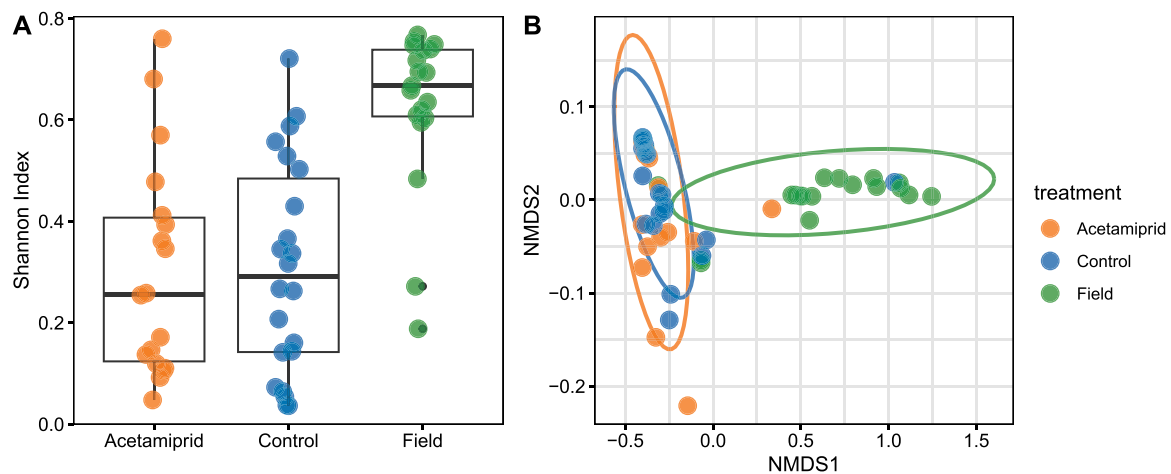 A
B
Shannon Index
0.8
0.6
0.4
0.2
0.0
Acetamiprid
Control
Field
NMDS2
0.1
0.0
−0.1
−0.2
−0.5
0.0
0.5
1.0
1.5
NMDS1
treatment
Acetamiprid
Control
Field